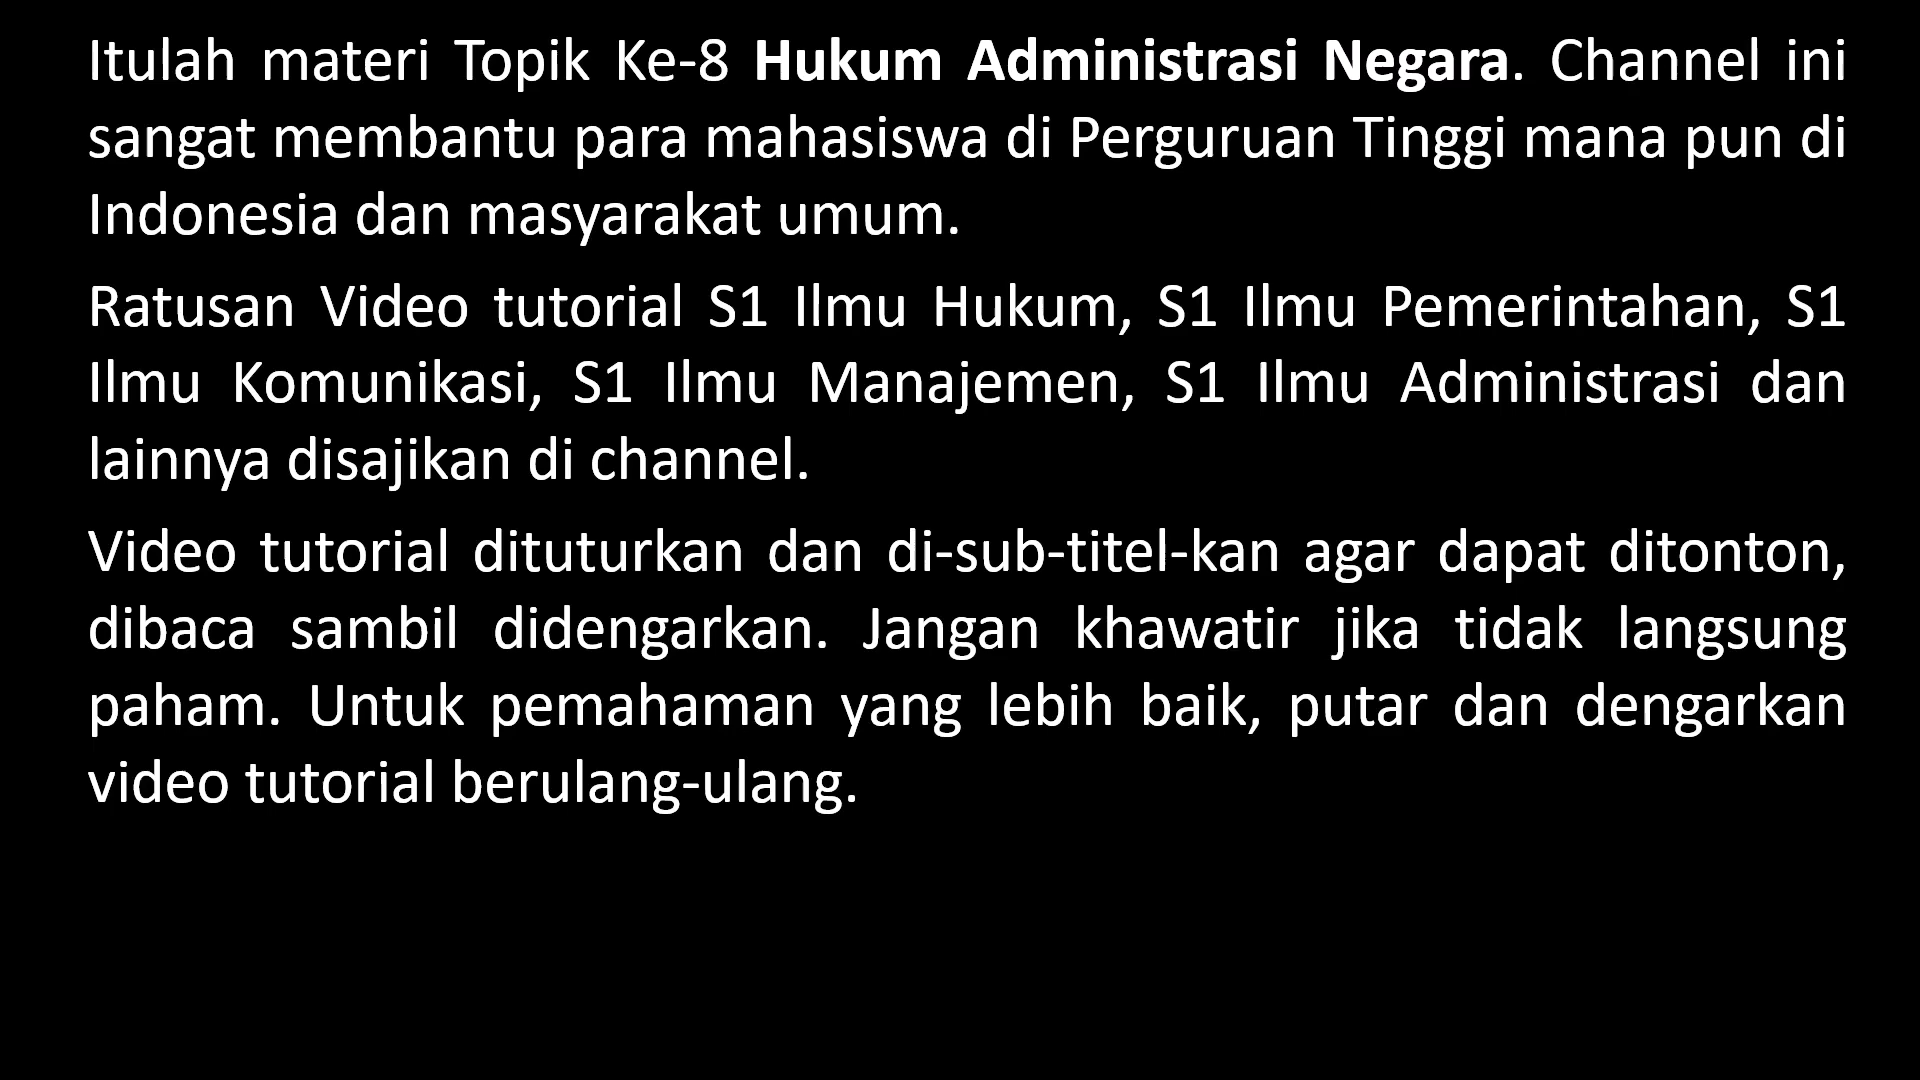 Itulah materi Topik Ke-8 Hukum Administrasi Negara. Channel ini
sangat membantu para mahasiswa di Perguruan Tinggi mana pun di
Indonesia dan masyarakat umum.
Ratusan Video tutorial S1 Ilmu Hukum, S1 Ilmu Pemerintahan, S1
Ilmu Komunikasi, S1 Ilmu Manajemen, S1 Ilmu Administrasi dan
lainnya disajikan di channel.
Video tutorial dituturkan dan di-sub-titel-kan agar dapat ditonton,
dibaca sambil didengarkan. Jangan khawatir jika tidak langsung
paham. Untuk pemahaman yang lebih baik, putar dan dengarkan
video tutorial berulang-ulang.